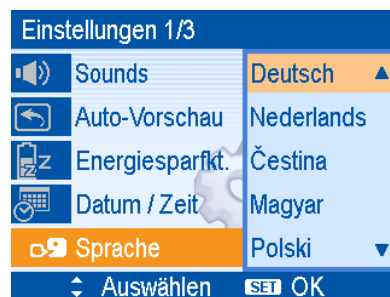 Einstellungen 1/3
Sounds
Auto-Vorschau
Energiesparfkt.
Datum / Zeit
Sprache
Deutsch
Nederlands
Čestina
Magyar
Polski
Auswählen SET OK